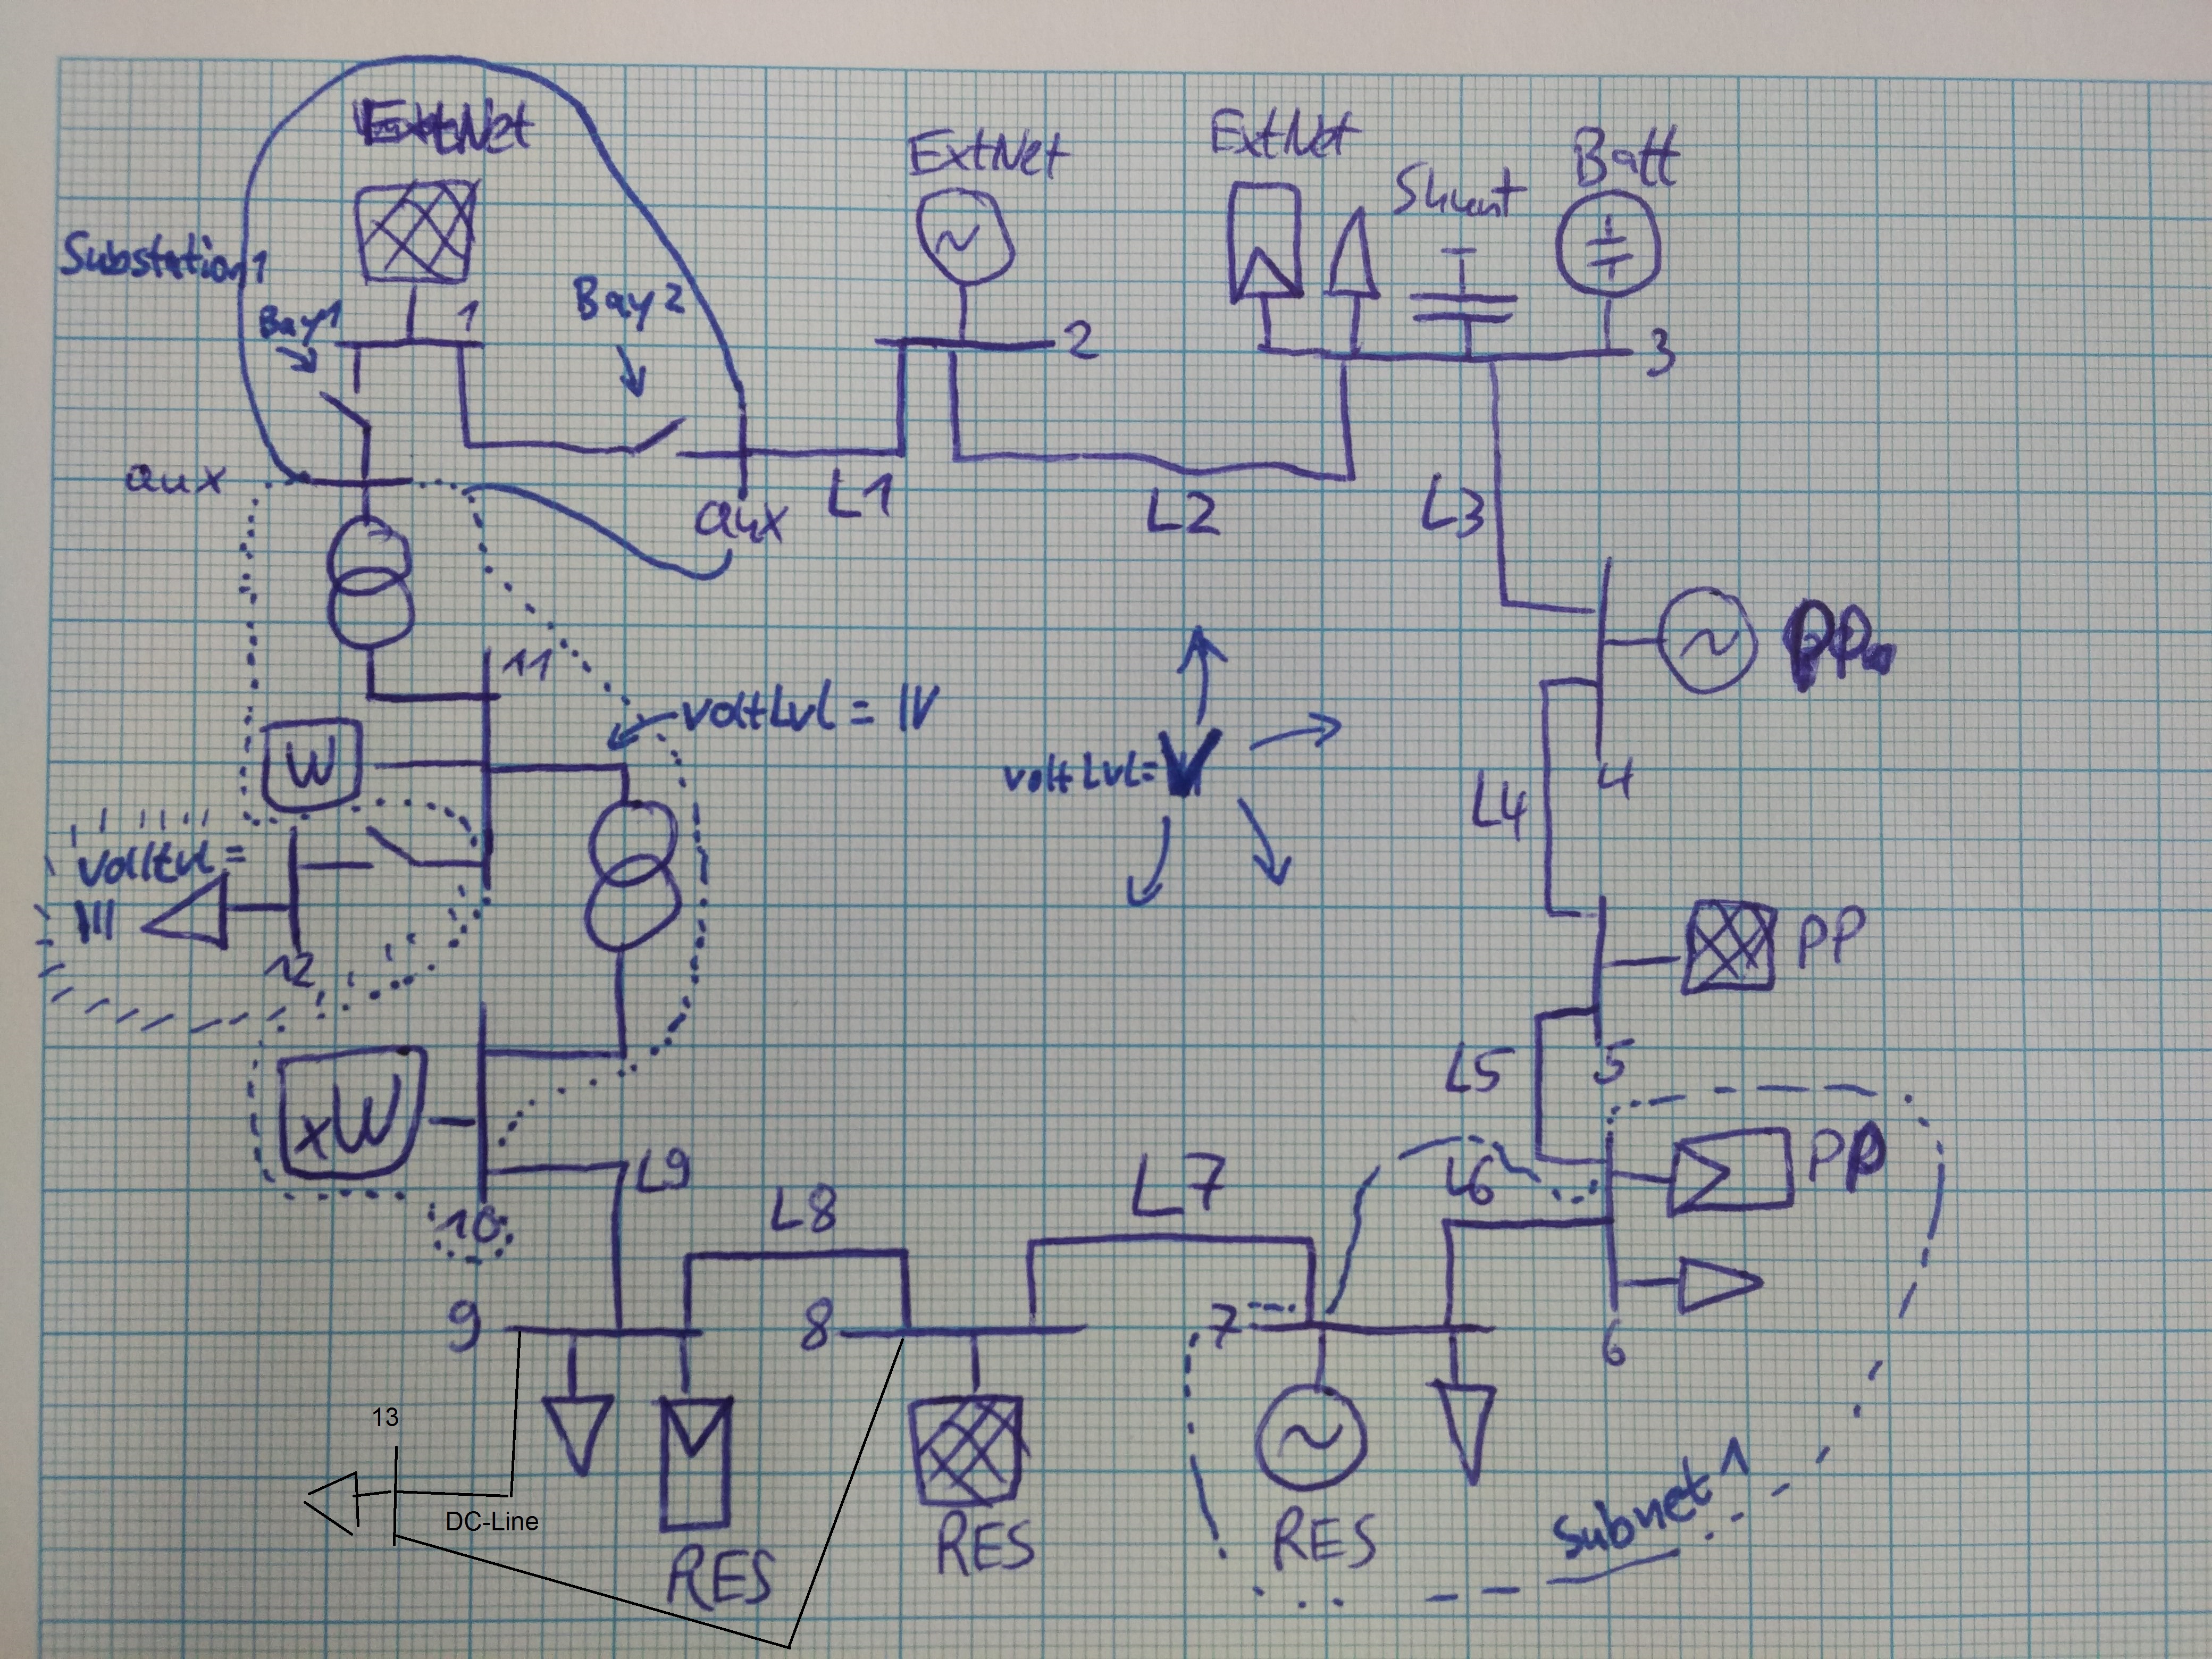 ExtNet
ExtNet
ExtNet
Shunt
Batt
Substation1
Bay1
1
Bay2
2
3
aux
aux
L1
L2
L3
11
voltLvl = IV
voltLvl= V
PP
4
W
L4
voltLvl =
III
12
PP
L5
5
xW
L9
10
L8
L7
L6
PP
9
8
7
6
13
DC-Line
RES
RES
RES
Subnet 1